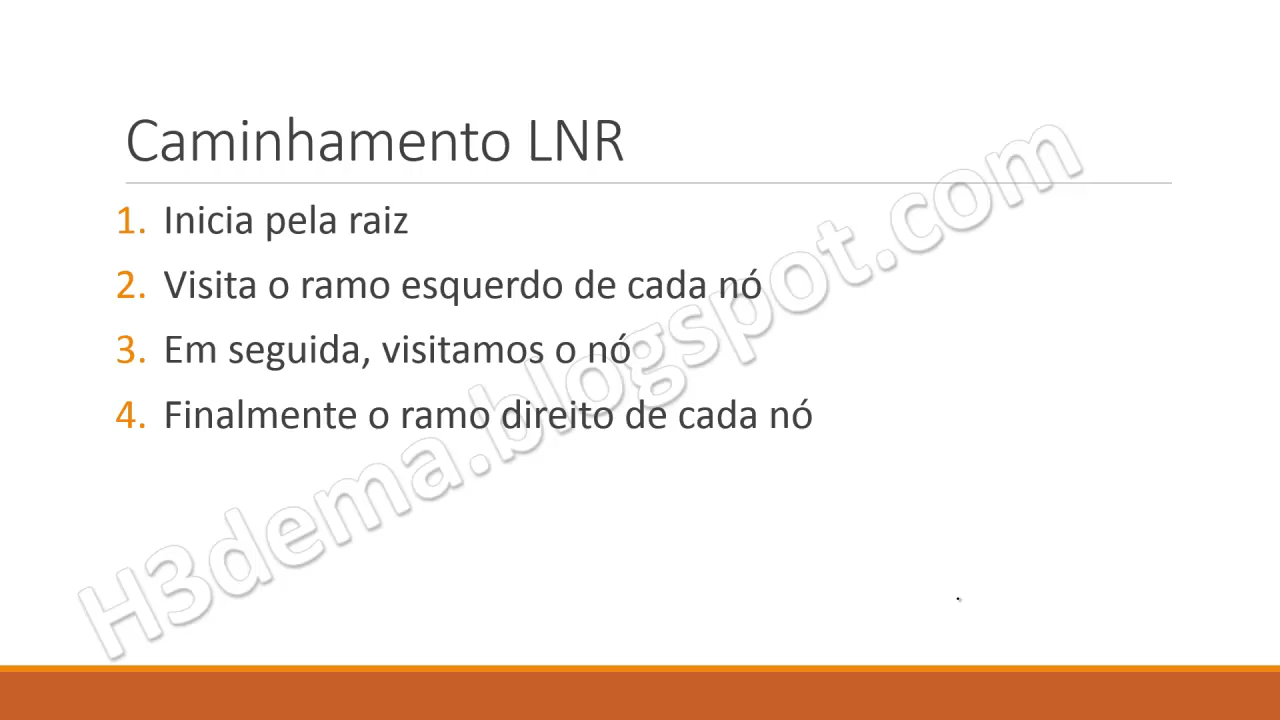 Caminhamento LNR
1. Inicia pela raiz
2. Visita o ramo esquerdo de cada nó
3. Em seguida, visitamos o nó
4. Finalmente o ramo direito de cada nó
H3dema.blogspot.com